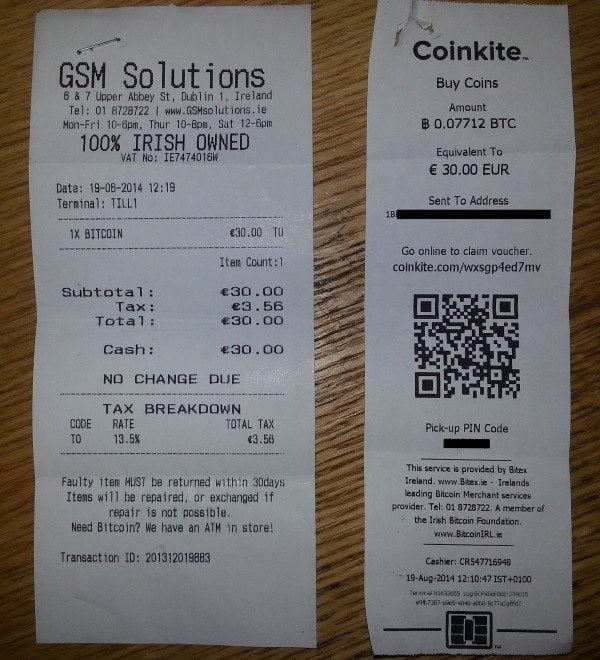 GSM Solutions
6 & 7 Upper Abbey St, Dublin 1, Ireland
Tel: 01 8728722 | www.GSMsolutions.ie
Mon-Fri 10-6pm, Thur 10-8pm, Sat 12-6pm
100% IRISH OWNED
VAT No: IE7474016W
Date: 19-08-2014 12:19
Terminal: TILL1
1X BITCOIN €30.00 T0
Item Count:1
Subtotal: €30.00
Tax: €3.56
Total: €30.00
Cash: €30.00
NO CHANGE DUE
TAX BREAKDOWN
CODE RATE TOTAL TAX
T0 13.5% €3.56
Faulty item MUST be returned within 30days
Items will be repaired, or exchanged if
repair is not possible.
Need Bitcoin? We have an ATM in store!
Transaction ID: 201312019883
Coinkite
Buy Coins
Amount
฿ 0.07712 BTC
Equivalent To
€ 30.00 EUR
Sent To Address
Go online to claim voucher.
coinkite.com/wxsgp4ed7mv
Pick-up PIN Code
This service is provided by Bitex
Ireland. www.Bitex.ie - Irelands
leading Bitcoin Merchant services
provider. Tel: 01 8728722. A member of
the Irish Bitcoin Foundation.
www.BitcoinIRL.ie
Cashier: CR547716948
19-Aug-2014 12:10:47 IST+0100